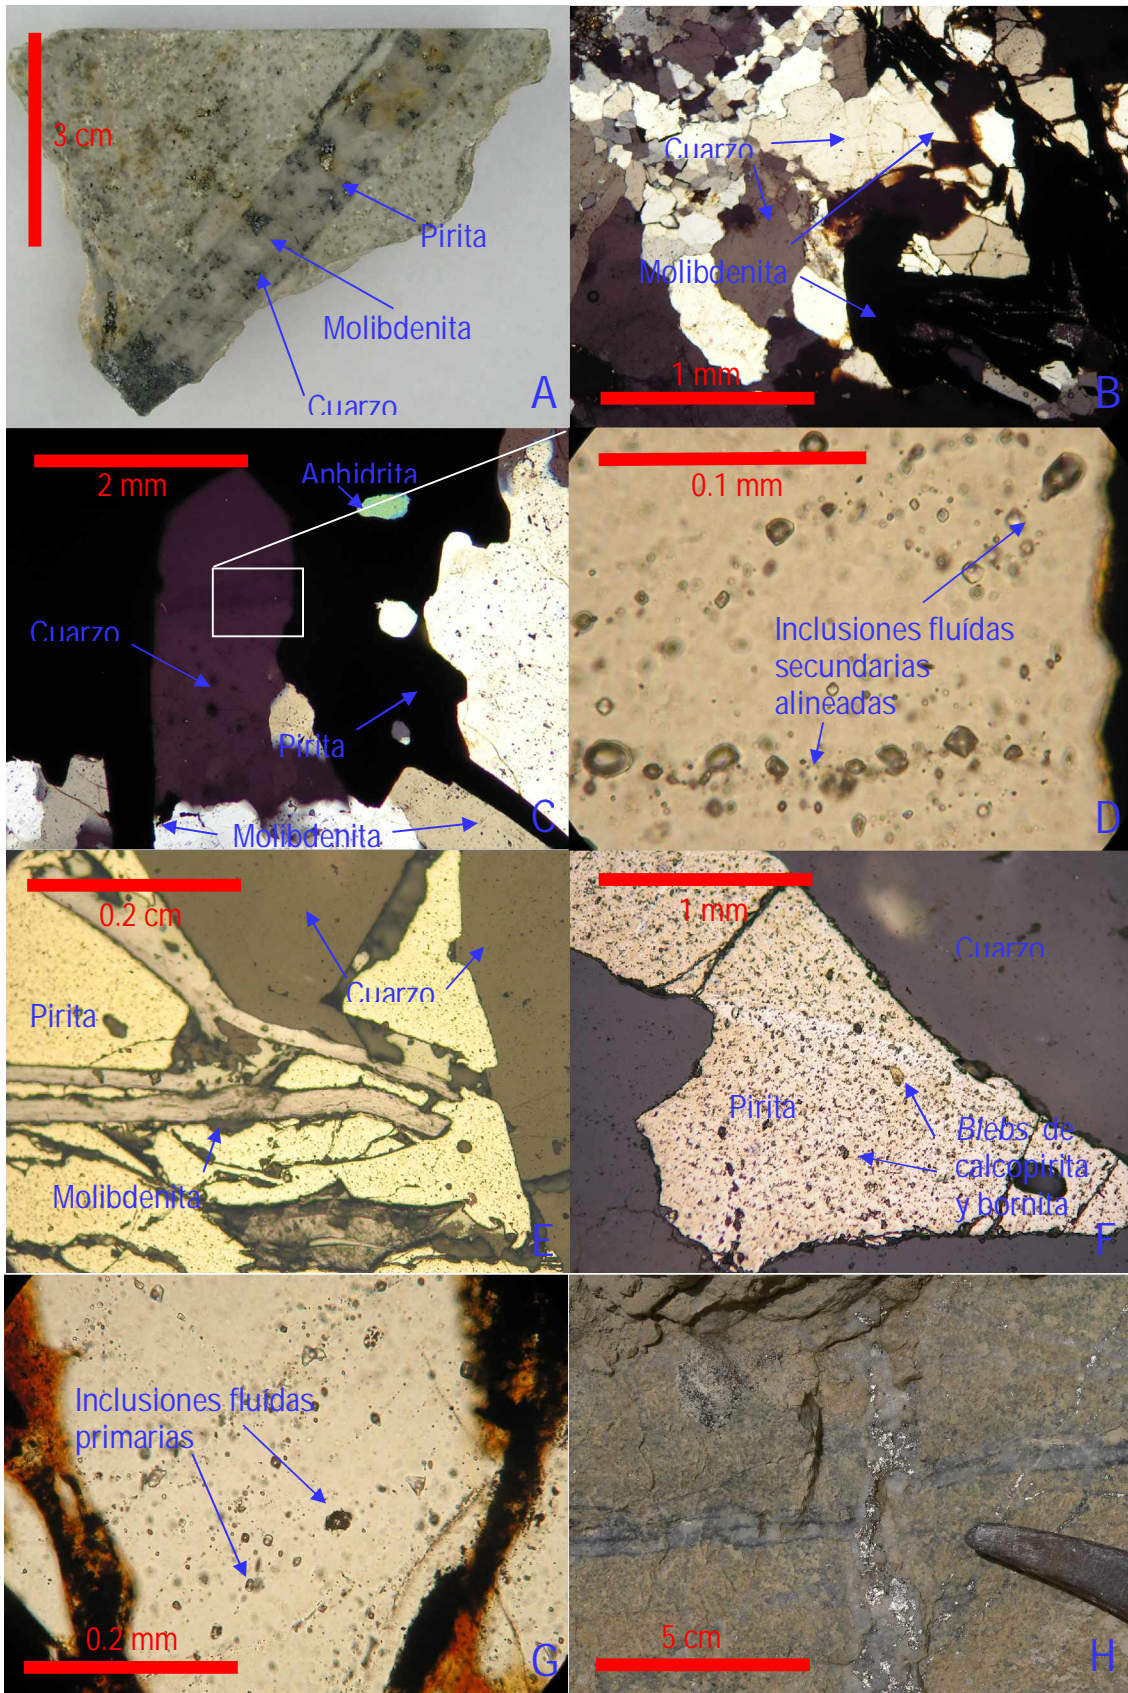 3 cm
Pirita
Molibdenita
Cuarzo
A
Cuarzo
Molibdenita
1 mm
B
2 mm
Anhidrita
Cuarzo
Pirita
Molibdenita
C
0.1 mm
Inclusiones fluídas
secundarias
alineadas
D
0.2 cm
Cuarzo
Pirita
Molibdenita
E
1 mm
Cuarzo
Pirita
Blebs de
calcopirita
y bornita
F
Inclusiones fluídas
primarias
0.2 mm
G
5 cm
H